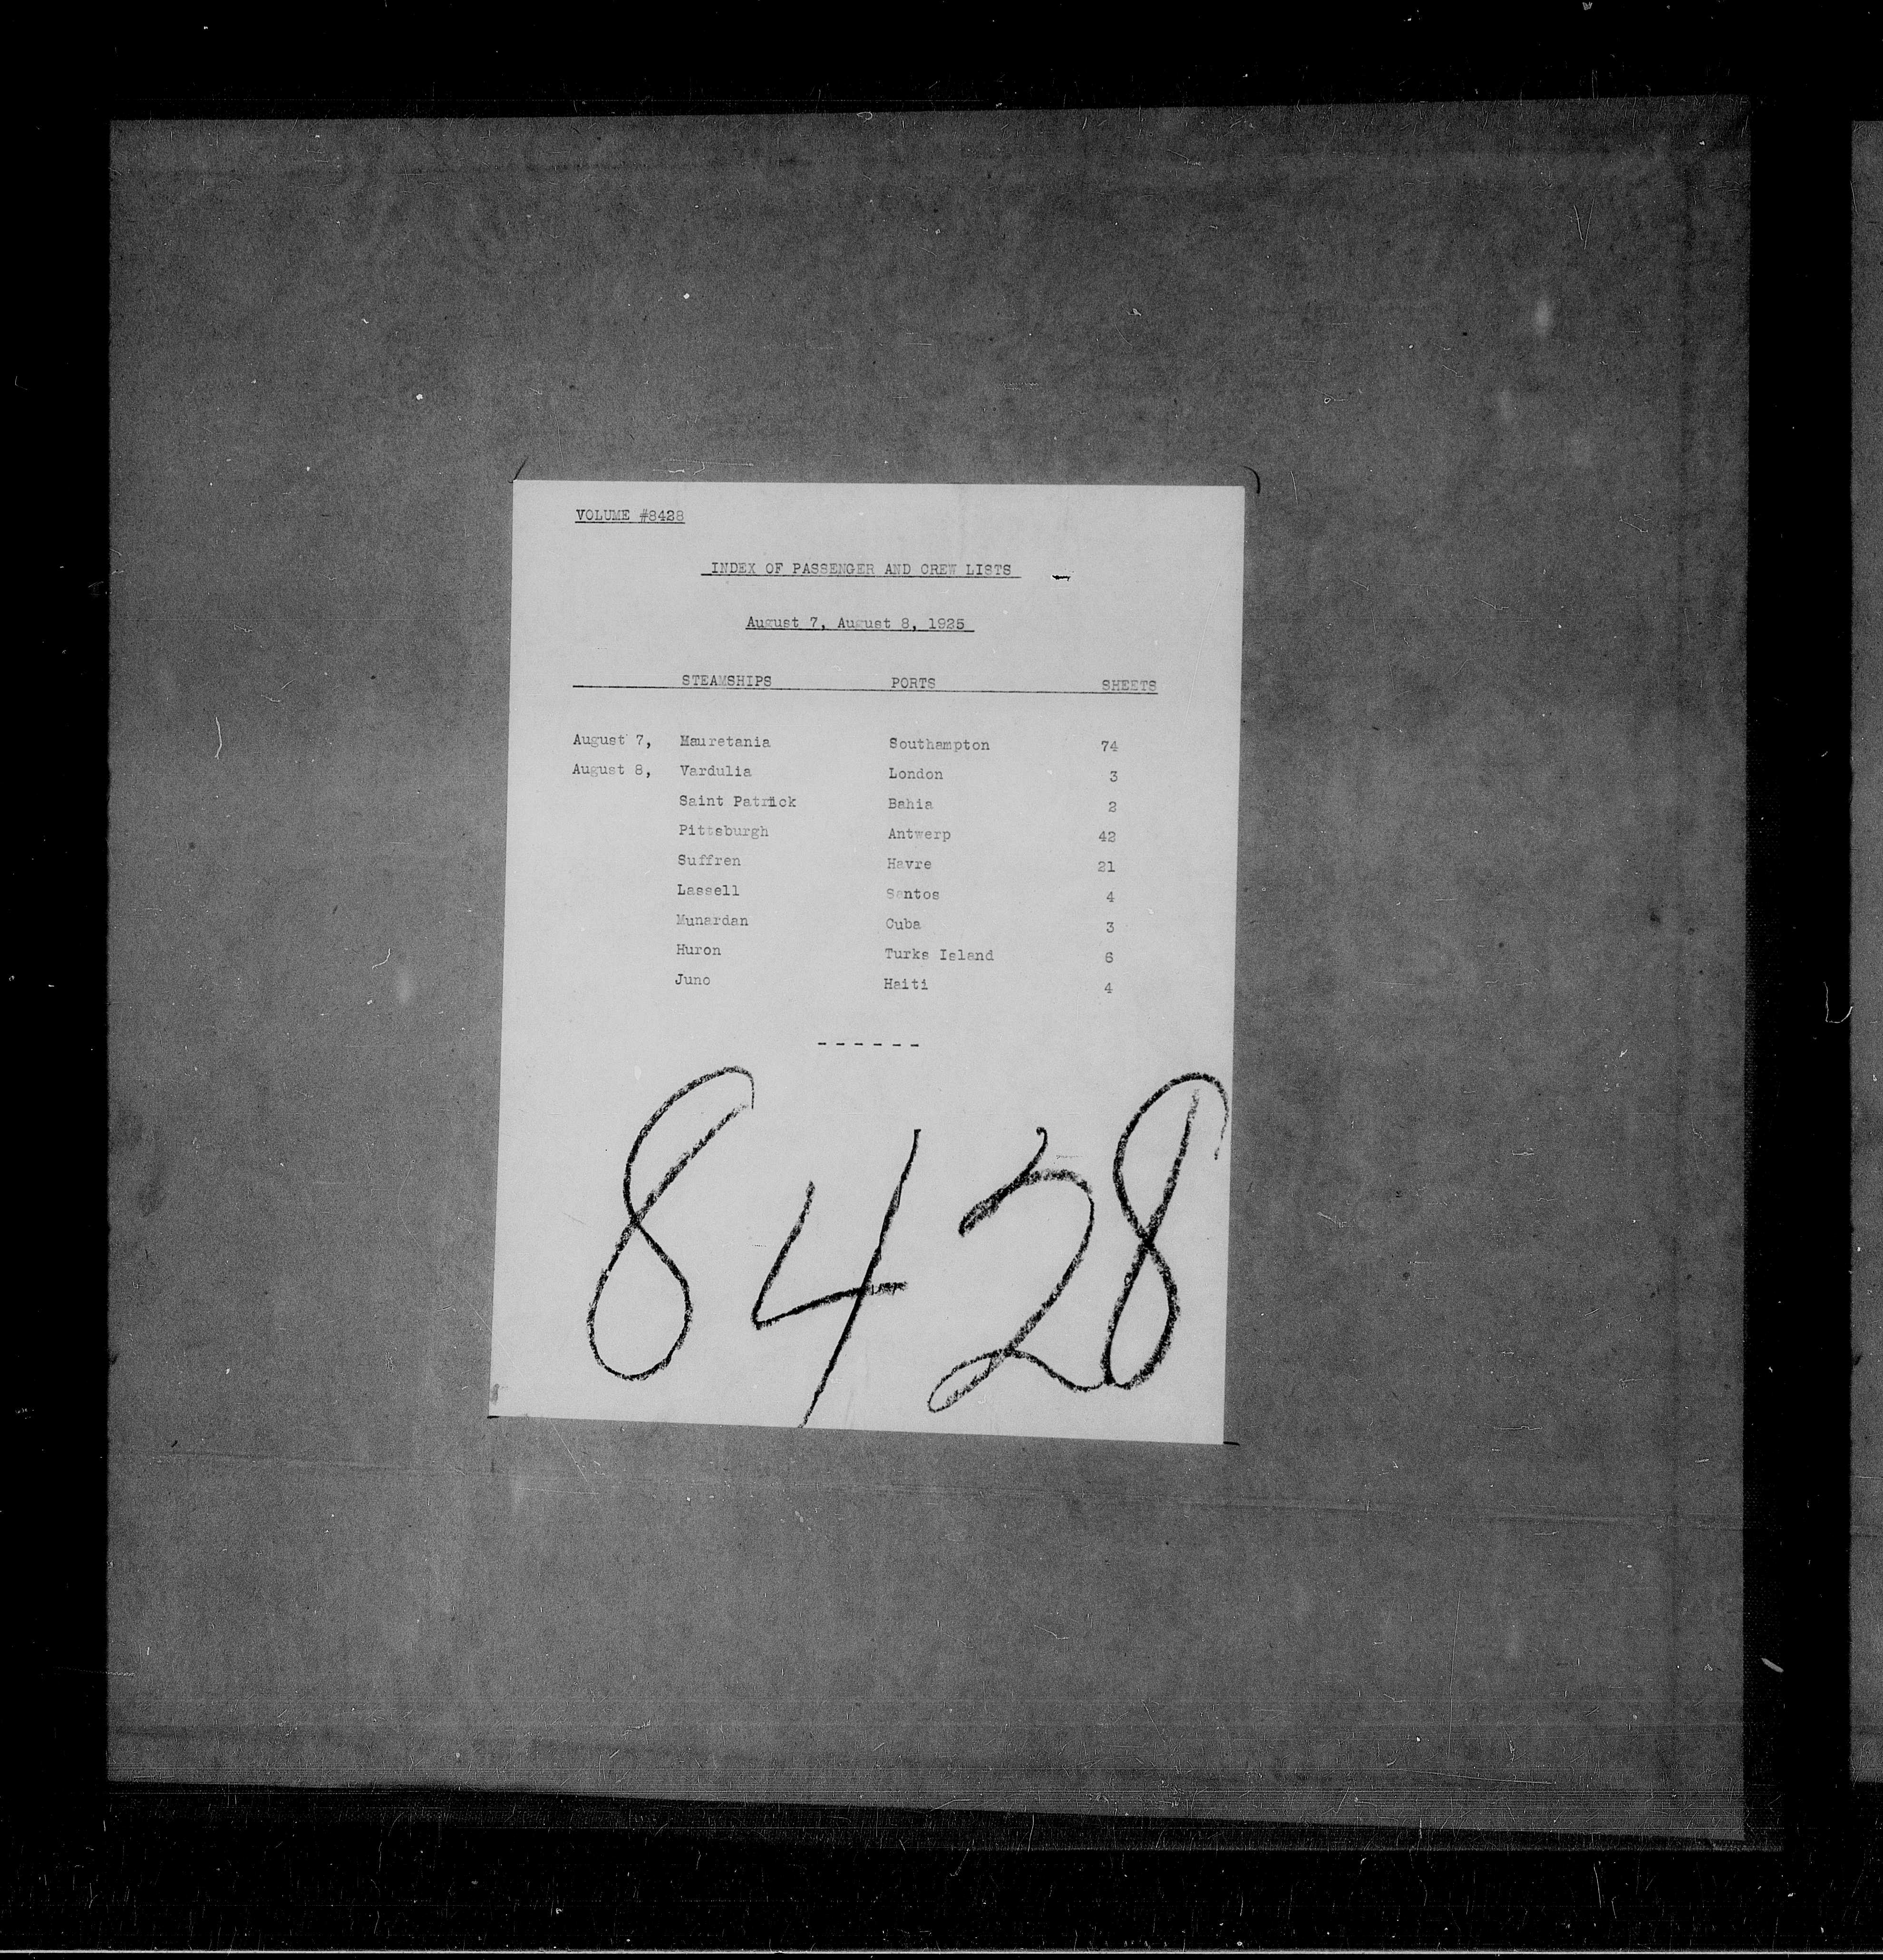 VOLUME #8428
INDEX OF PASSENGER AND CREW LISTS
August 7, August 8, 1925
STEAMSHIPS PORTS SHEETS
August 7, Mauretania Southampton 74
August 8, Vardulia London 3
Saint Patrick Bahia 2
Pittsburgh Antwerp 42
Suffren Havre 21
Lassell Santos 4
Munardan Cuba 3
Huron Turks Island 6
Juno Haiti 4
------
8428